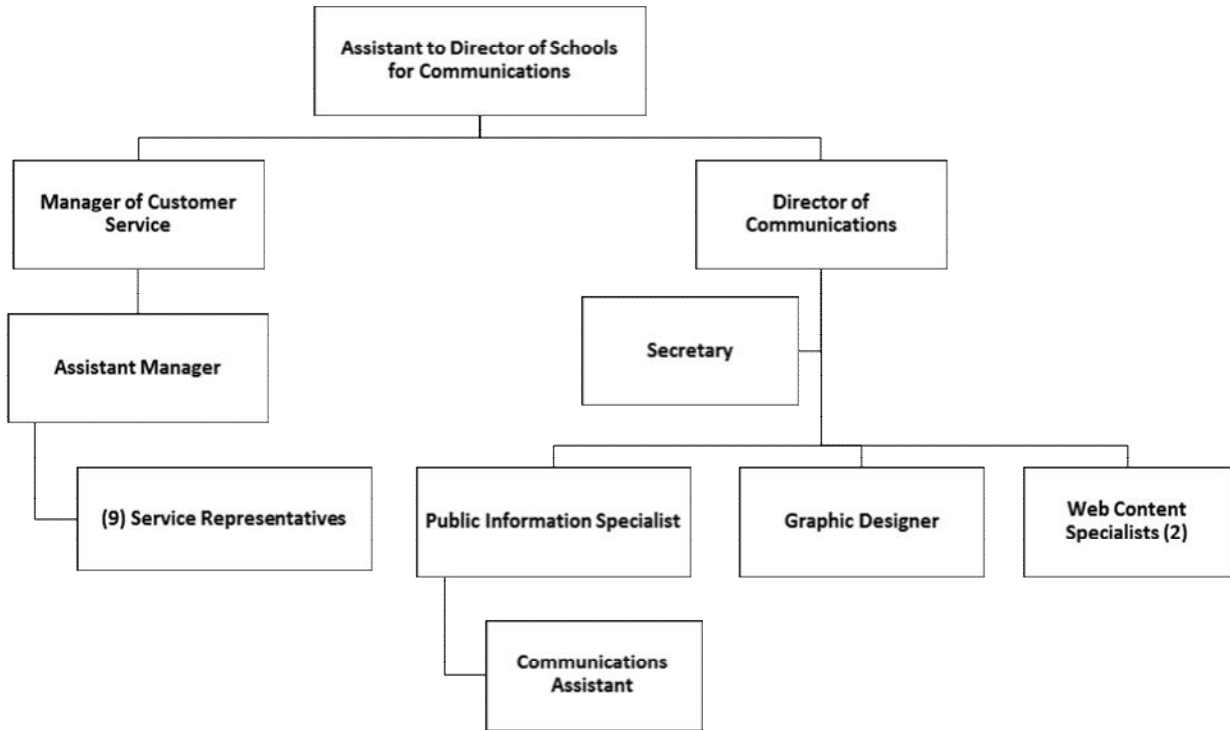 Assistant to Director of Schools
for Communications
Manager of Customer
Service
Director of
Communications
Assistant Manager
Secretary
(9) Service Representatives
Public Information Specialist
Graphic Designer
Web Content
Specialists (2)
Communications
Assistant